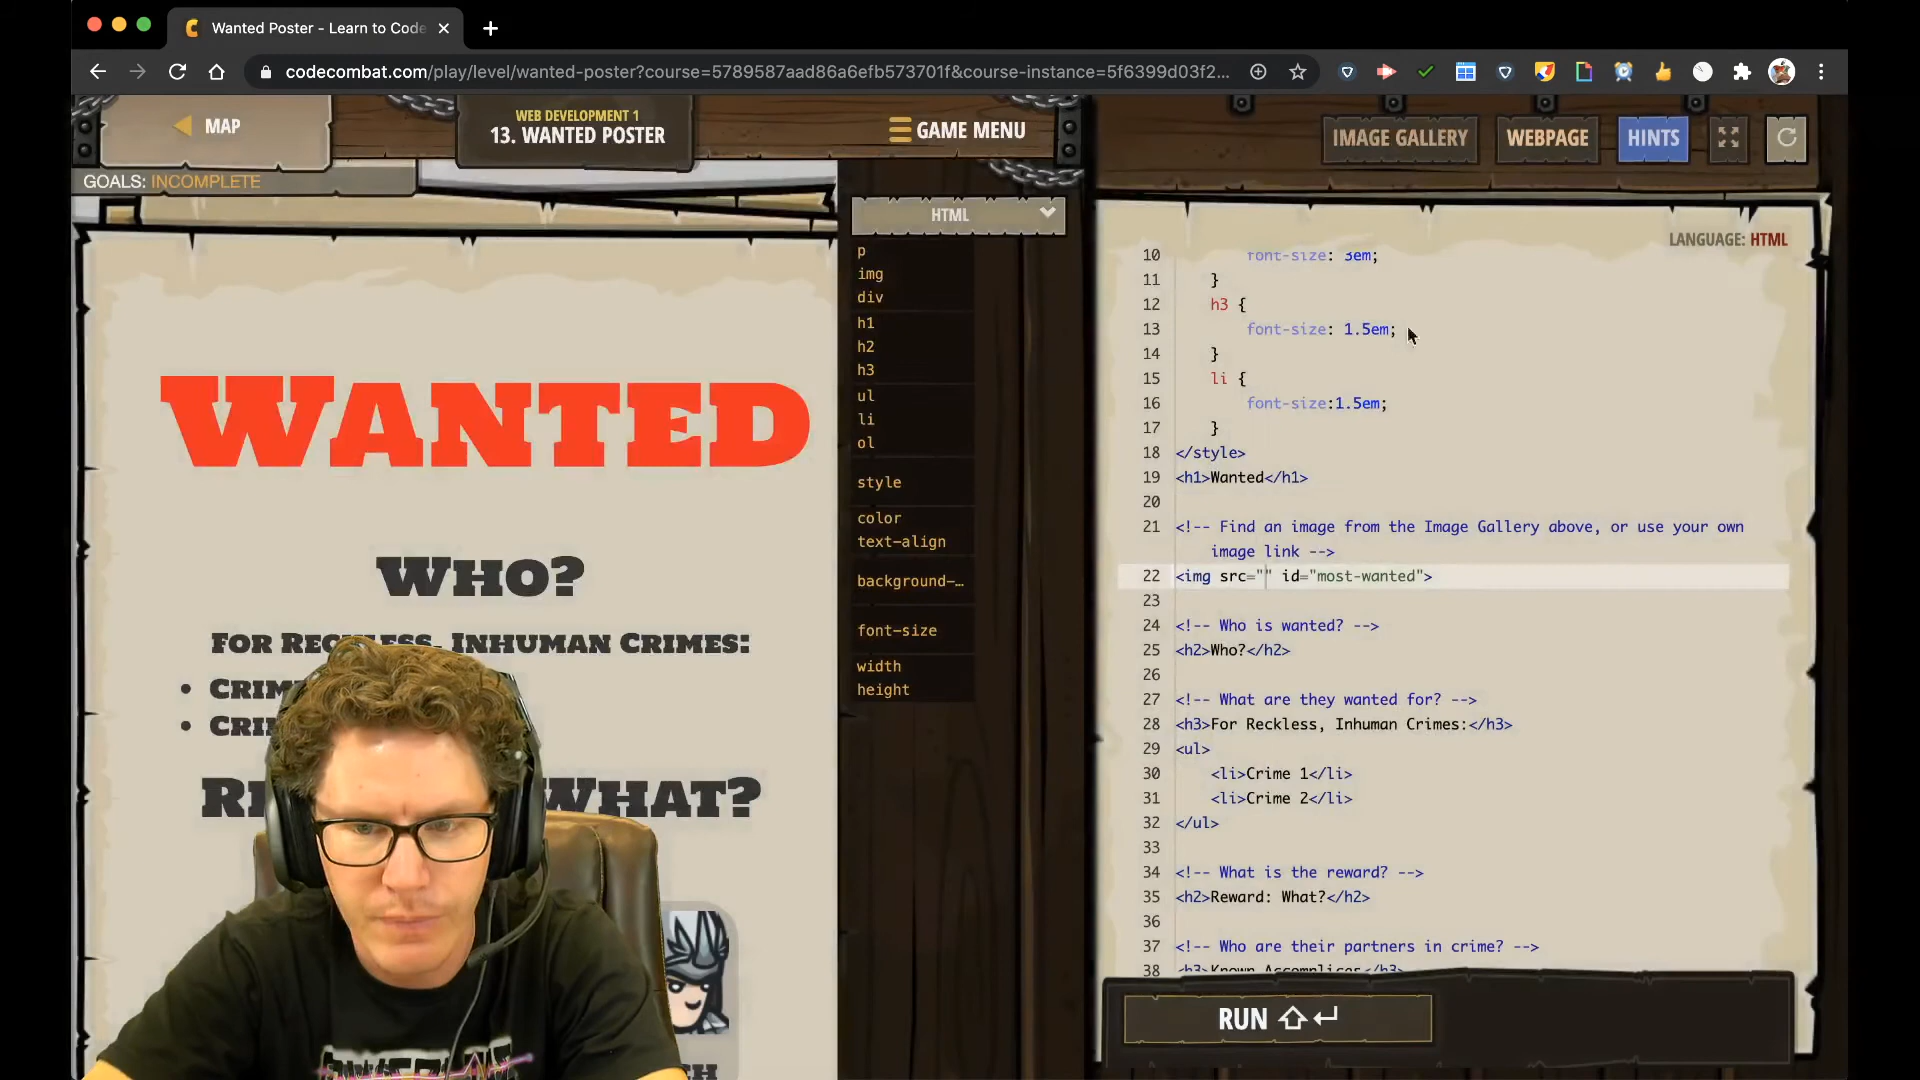 Wanted Poster - Learn to Code
codecombat.com/play/level/wanted-poster?course=5789587aad86a6efb573701f&course-instance=5f6399d03f2...
MAP
WEB DEVELOPMENT 1
13. WANTED POSTER
GAME MENU
IMAGE GALLERY
WEBPAGE
HINTS
GOALS: INCOMPLETE
WANTED
WHO?
FOR RECKLESS, INHUMAN CRIMES:
WHAT?
HTML
p
img
div
h1
h2
h3
ul
li
ol
style
color
text-align
background-…
font-size
width
height
LANGUAGE: HTML
10 font-size: 3em;
11 }
12 h3 {
13 font-size: 1.5em;
14 }
15 li {
16 font-size:1.5em;
17 }
18 </style>
19 <h1>Wanted</h1>
20
21 <!-- Find an image from the Image Gallery above, or use your own
image link -->
22 <img src="" id="most-wanted">
23
24 <!-- Who is wanted? -->
25 <h2>Who?</h2>
26
27 <!-- What are they wanted for? -->
28 <h3>For Reckless, Inhuman Crimes:</h3>
29 <ul>
30 <li>Crime 1</li>
31 <li>Crime 2</li>
32 </ul>
33
34 <!-- What is the reward? -->
35 <h2>Reward: What?</h2>
36
37 <!-- Who are their partners in crime? -->
38 <h3>Known Accomplices</h3>
RUN